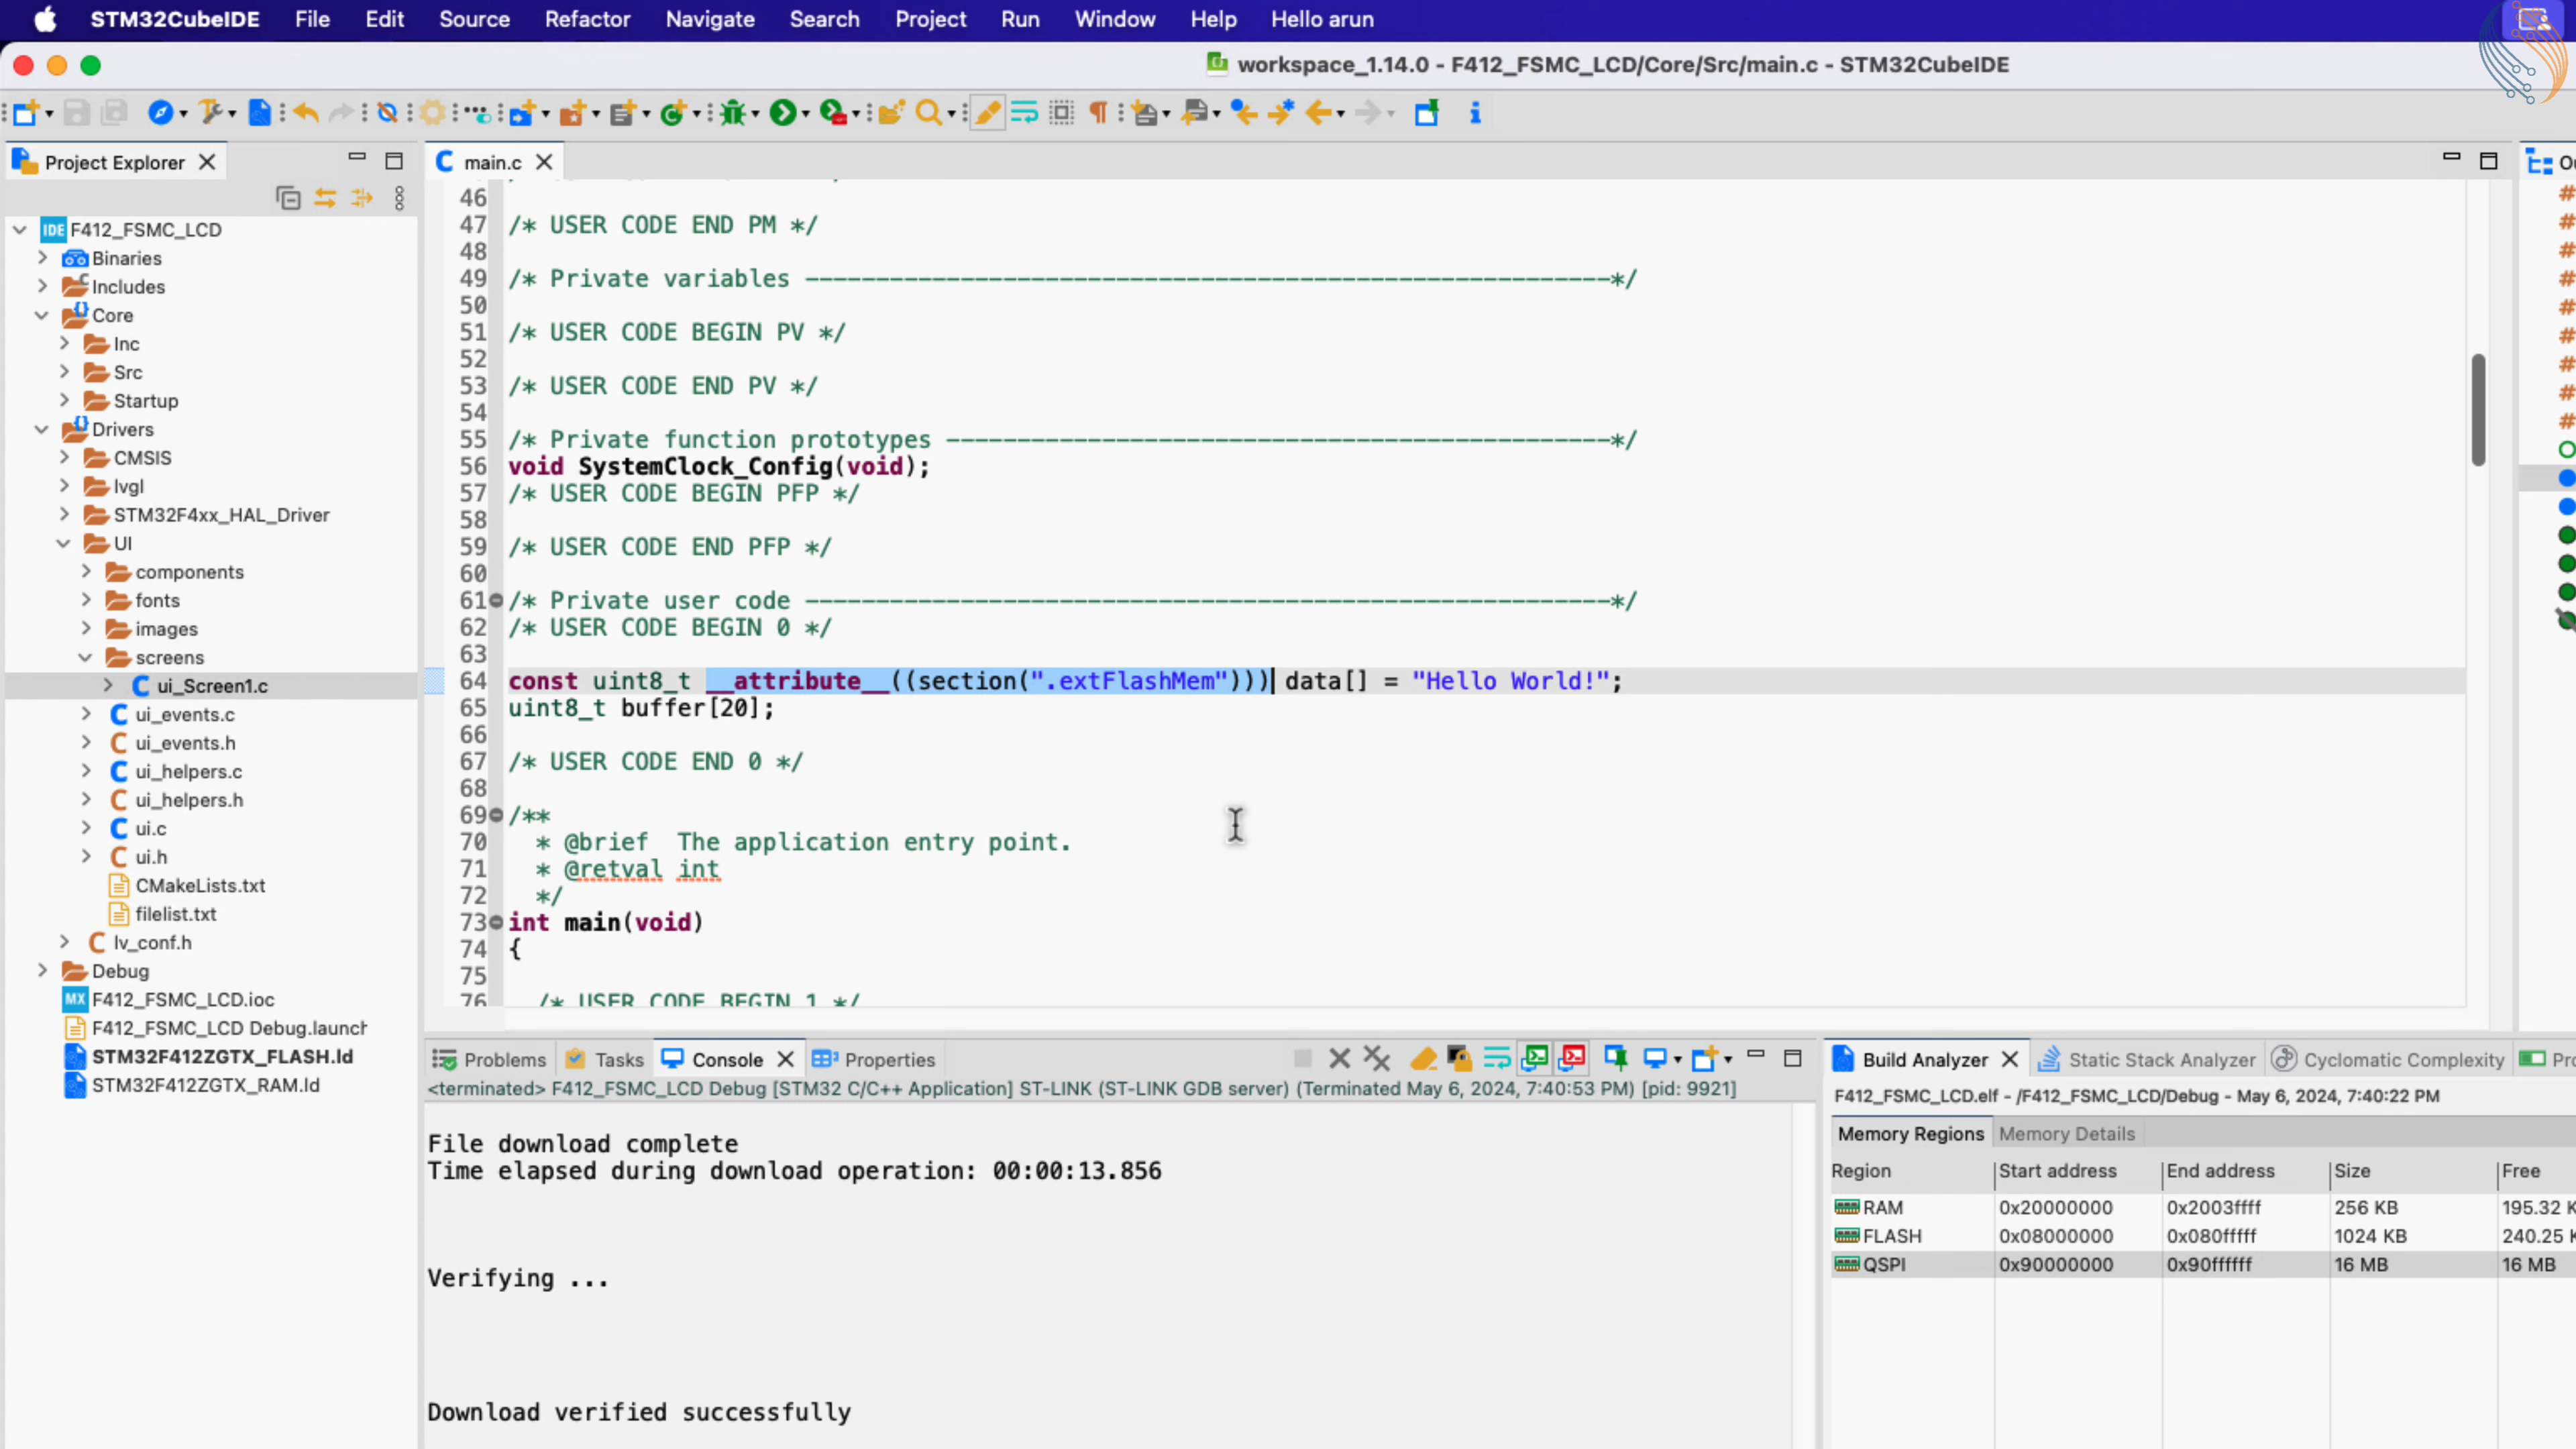 STM32CubeIDE File Edit Source Refactor Navigate Search Project Run Window Help Hello arun
workspace_1.14.0 - F412_FSMC_LCD/Core/Src/main.c - STM32CubeIDE
Project Explorer
F412_FSMC_LCD
Binaries
Includes
Core
Inc
Src
Startup
Drivers
CMSIS
lvgl
STM32F4xx_HAL_Driver
UI
components
fonts
images
screens
ui_Screen1.c
ui_events.c
ui_events.h
ui_helpers.c
ui_helpers.h
ui.c
ui.h
CMakeLists.txt
filelist.txt
lv_conf.h
Debug
F412_FSMC_LCD.ioc
F412_FSMC_LCD Debug.launch
STM32F412ZGTX_FLASH.ld
STM32F412ZGTX_RAM.ld
main.c
46
47 /* USER CODE END PM */
48
49 /* Private variables ---------------------------------------------------------*/
50
51 /* USER CODE BEGIN PV */
52
53 /* USER CODE END PV */
54
55 /* Private function prototypes -----------------------------------------------*/
56 void SystemClock_Config(void);
57 /* USER CODE BEGIN PFP */
58
59 /* USER CODE END PFP */
60
61 /* Private user code ---------------------------------------------------------*/
62 /* USER CODE BEGIN 0 */
63
64 const uint8_t __attribute__((section(".extFlashMem"))) data[] = "Hello World!";
65 uint8_t buffer[20];
66
67 /* USER CODE END 0 */
68
69 /**
70 * @brief The application entry point.
71 * @retval int
72 */
73 int main(void)
74 {
75
76 /* USER CODE BEGIN 1 */
Problems Tasks Console Properties
<terminated> F412_FSMC_LCD Debug [STM32 C/C++ Application] ST-LINK (ST-LINK GDB server) (Terminated May 6, 2024, 7:40:53 PM) [pid: 9921]
File download complete
Time elapsed during download operation: 00:00:13.856
Verifying ...
Download verified successfully
Build Analyzer Static Stack Analyzer Cyclomatic Complexity
F412_FSMC_LCD.elf - /F412_FSMC_LCD/Debug - May 6, 2024, 7:40:22 PM
Memory Regions Memory Details
Region Start address End address Size Free
RAM 0x20000000 0x2003ffff 256 KB 195.32
FLASH 0x08000000 0x080fffff 1024 KB 240.25
QSPI 0x90000000 0x90ffffff 16 MB 16 MB